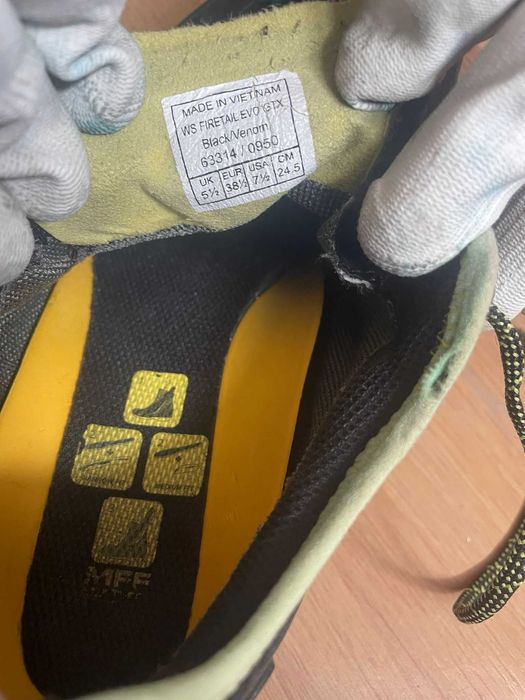 MADE IN VIETNAM
WS FIRETAIL EVO GTX
Black/Venom
63314 / 0950
UK EUR USA CM
5½ 38½ 7½ 24.5
MFF